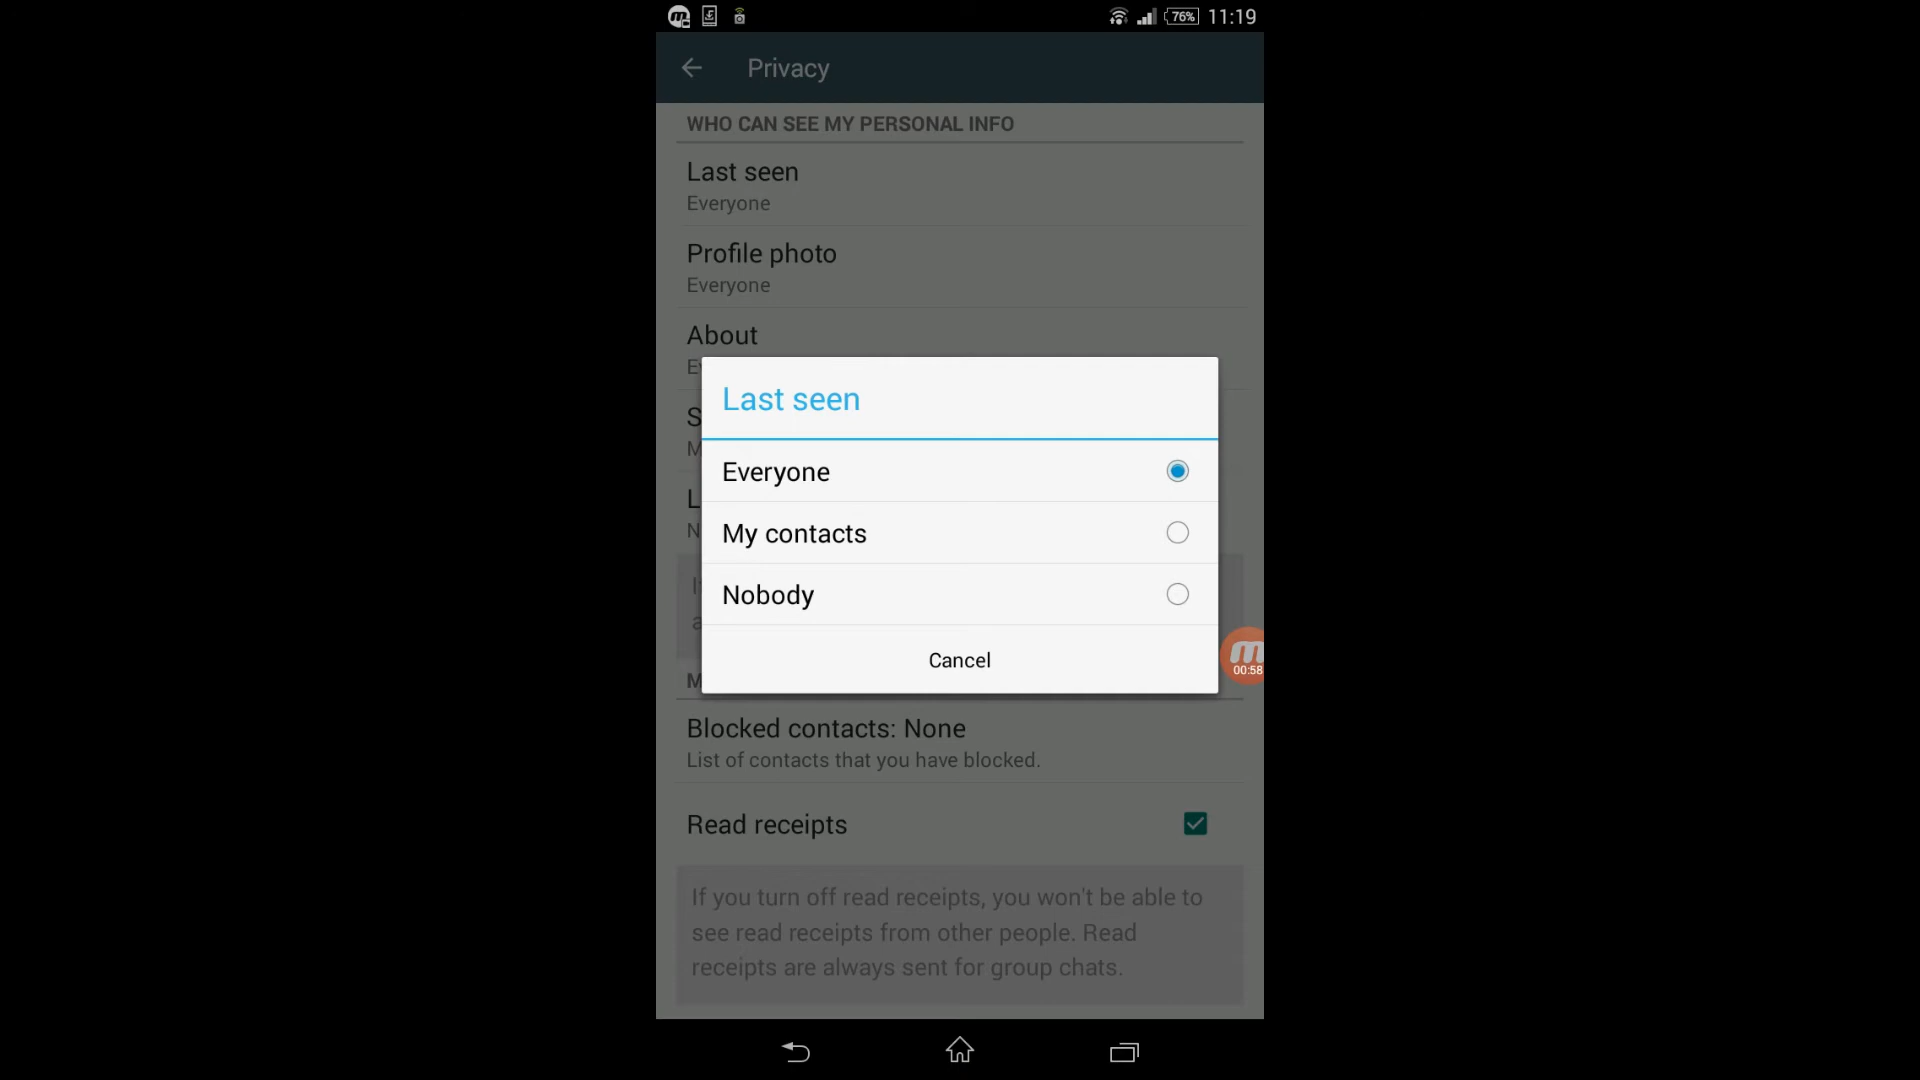 76% 11:19
Privacy
WHO CAN SEE MY PERSONAL INFO
Last seen
Everyone
Profile photo
Everyone
About
Last seen
Everyone
My contacts
Nobody
Cancel
00:58
Blocked contacts: None
List of contacts that you have blocked.
Read receipts
If you turn off read receipts, you won't be able to
see read receipts from other people. Read
receipts are always sent for group chats.